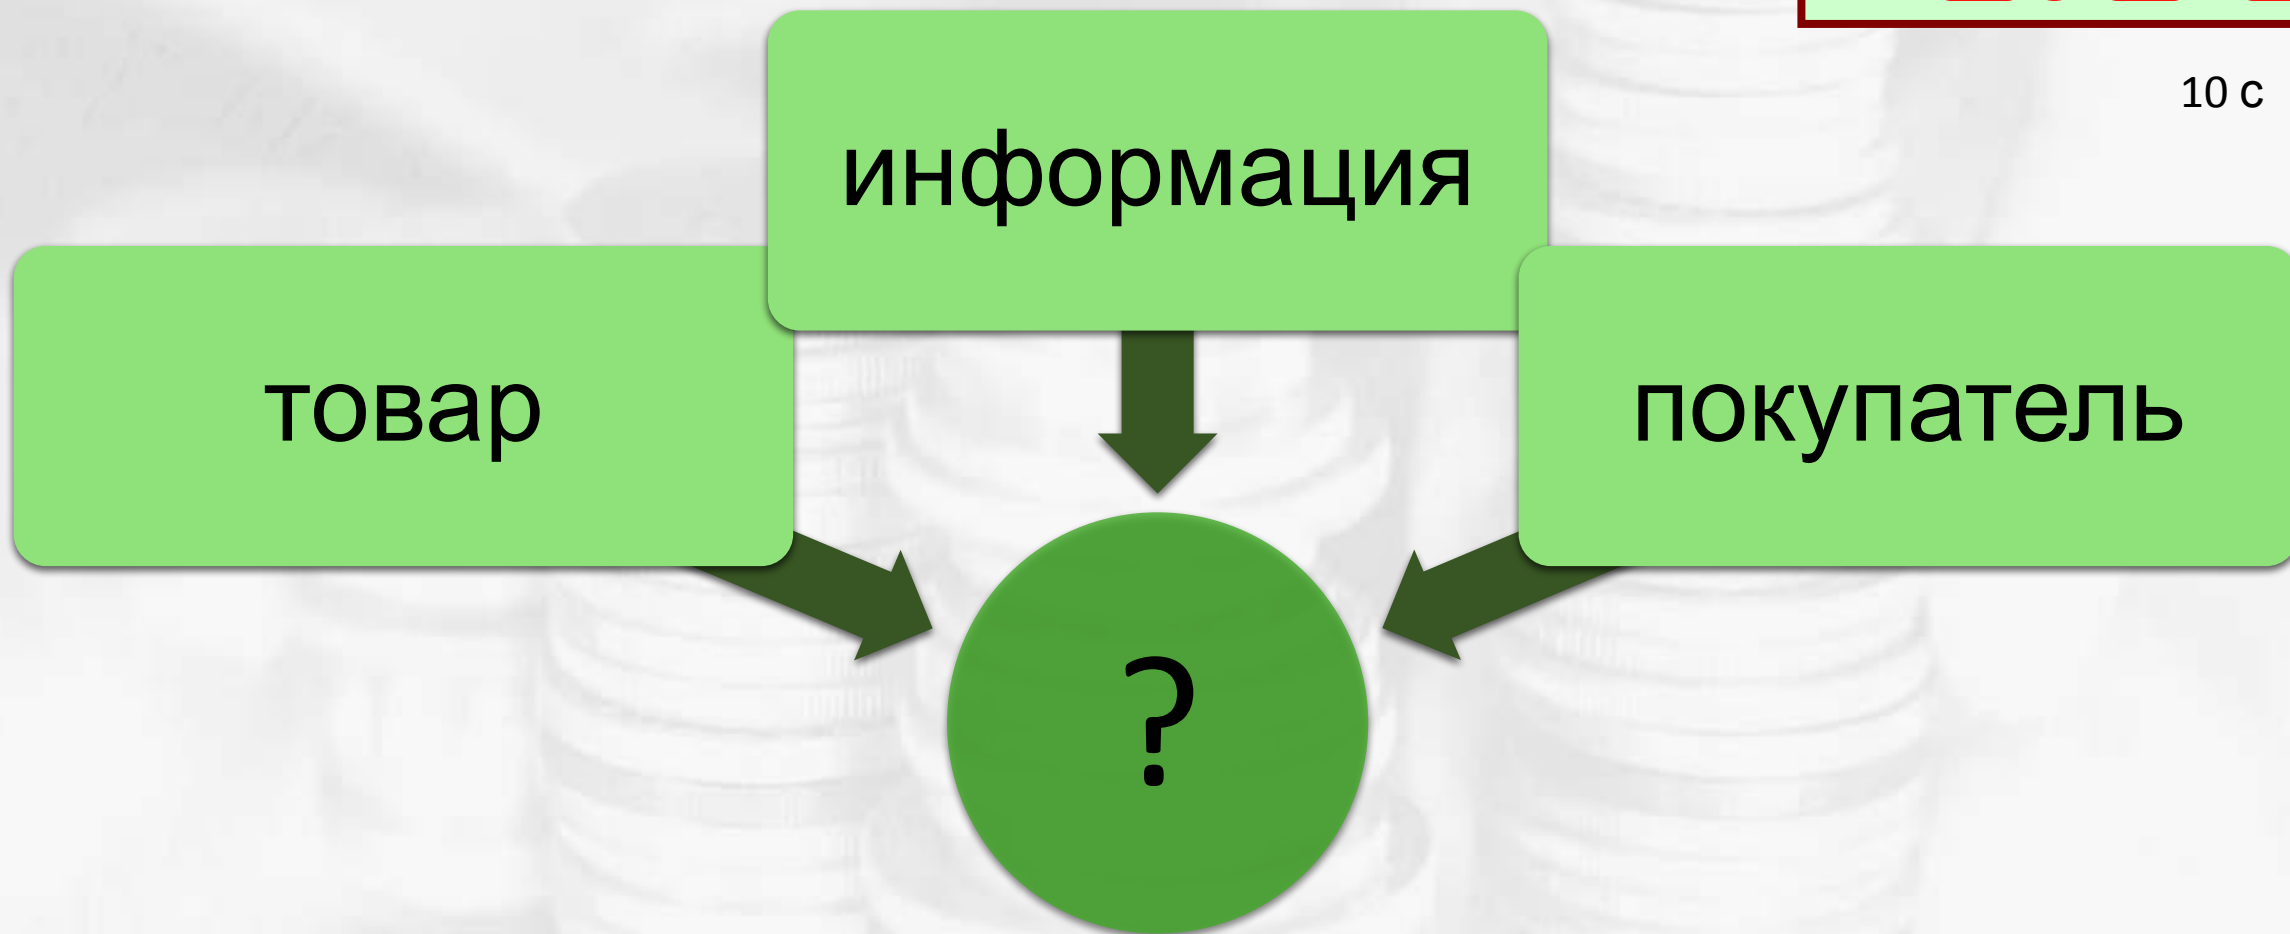 10 с
информация
товар
покупатель
?